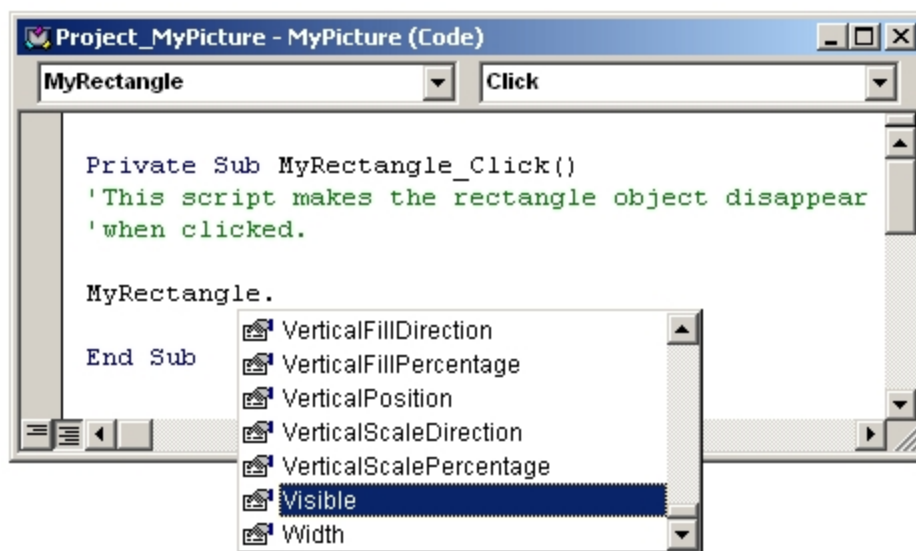 Project_MyPicture - MyPicture (Code)
MyRectangle Click
Private Sub MyRectangle_Click()
'This script makes the rectangle object disappear
'when clicked.
MyRectangle.
End Sub
VerticalFillDirection
VerticalFillPercentage
VerticalPosition
VerticalScaleDirection
VerticalScalePercentage
Visible
Width